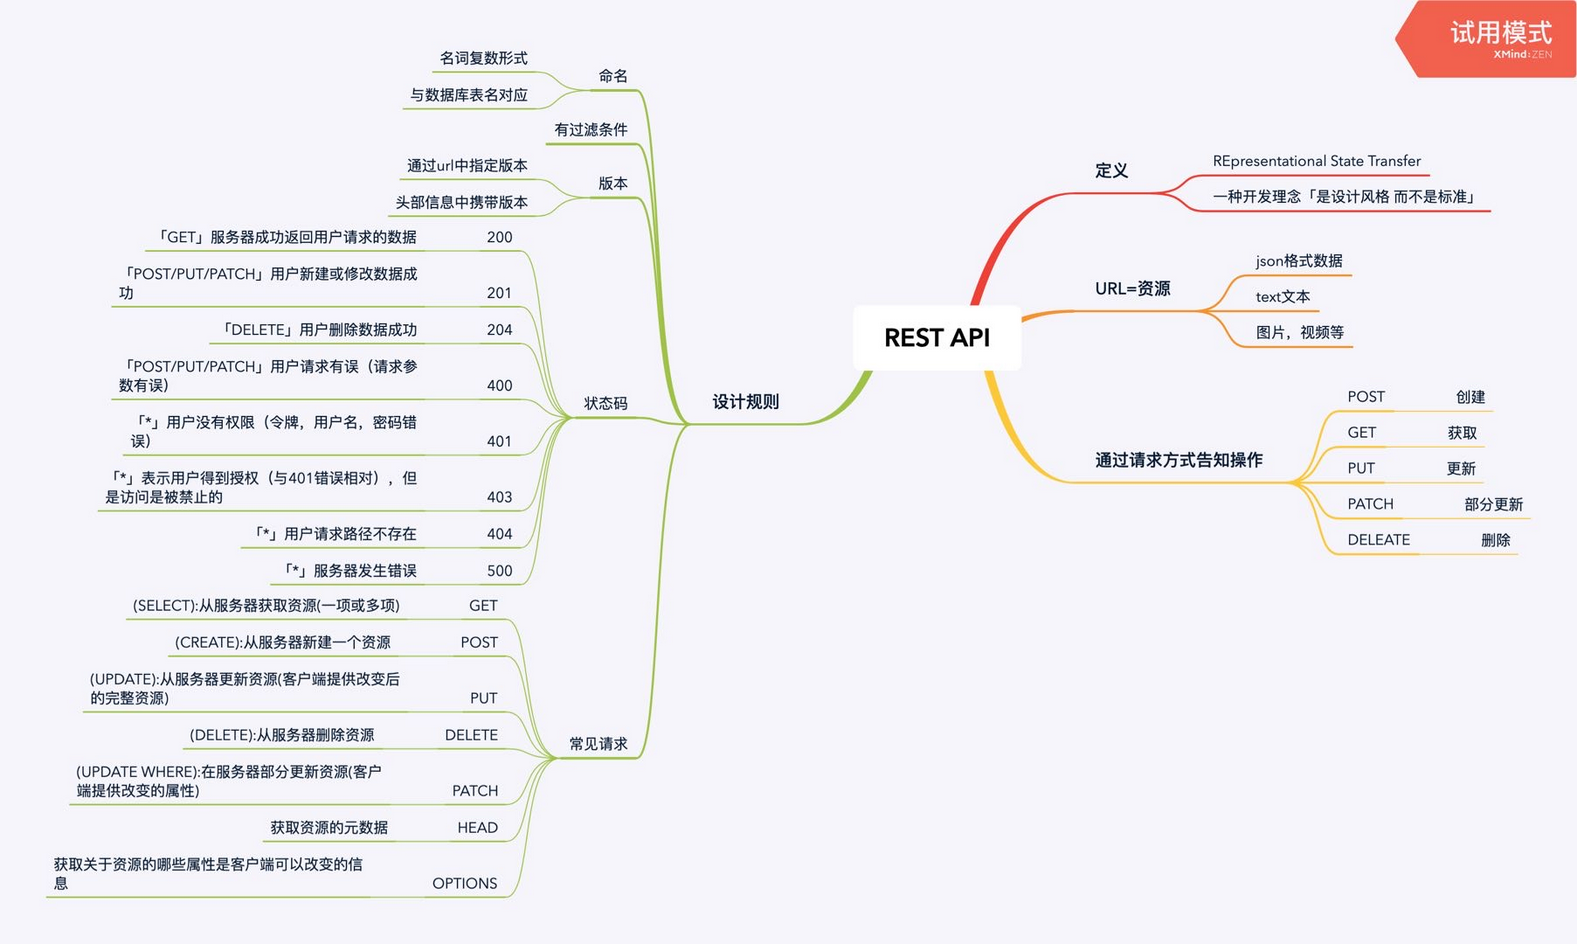 试用模式
XMind:ZEN
REST API
定义
REpresentational State Transfer
一种开发理念「是设计风格 而不是标准」
URL=资源
json格式数据
text文本
图片，视频等
通过请求方式告知操作
POST 创建
GET 获取
PUT 更新
PATCH 部分更新
DELEATE 删除
设计规则
命名
名词复数形式
与数据库表名对应
有过滤条件
版本
通过url中指定版本
头部信息中携带版本
状态码
「GET」服务器成功返回用户请求的数据 200
「POST/PUT/PATCH」用户新建或修改数据成
功 201
「DELETE」用户删除数据成功 204
「POST/PUT/PATCH」用户请求有误（请求参
数有误） 400
「*」用户没有权限（令牌，用户名，密码错
误） 401
「*」表示用户得到授权（与401错误相对）, 但
是访问是被禁止的 403
「*」用户请求路径不存在 404
「*」服务器发生错误 500
常见请求
(SELECT):从服务器获取资源(一项或多项) GET
(CREATE):从服务器新建一个资源 POST
(UPDATE):从服务器更新资源(客户端提供改变后
的完整资源) PUT
(DELETE):从服务器删除资源 DELETE
(UPDATE WHERE):在服务器部分更新资源(客户
端提供改变的属性) PATCH
获取资源的元数据 HEAD
获取关于资源的哪些属性是客户端可以改变的信
息 OPTIONS